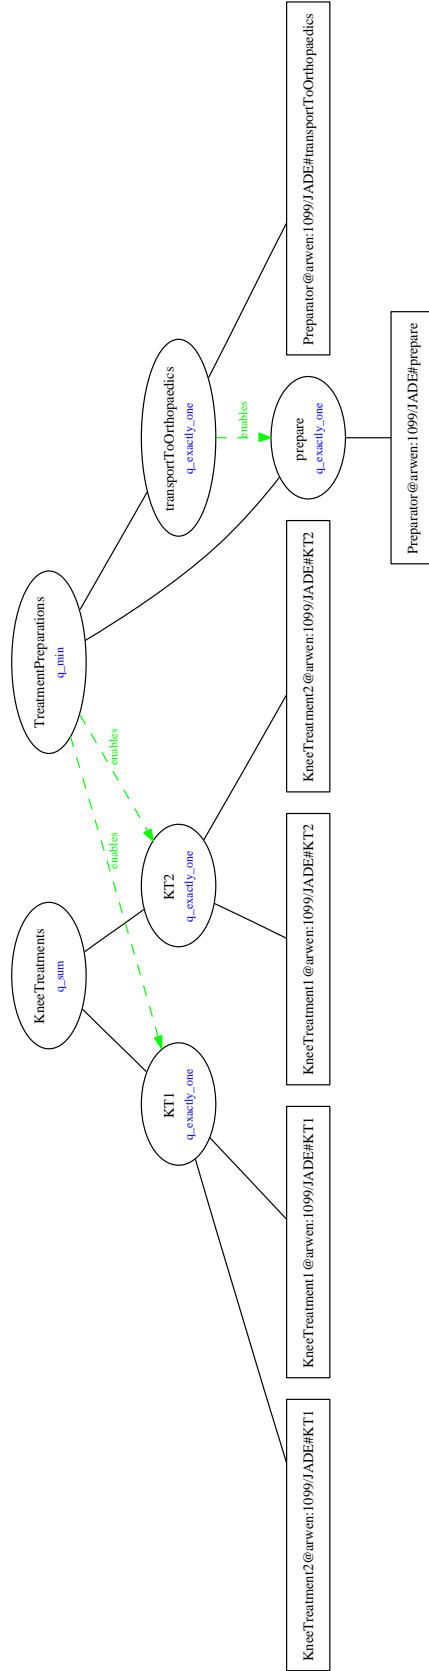 KneeTreatments
q_sum
TreatmentPreparations
q_min
enables
enables
KT1
q_exactly_one
KT2
q_exactly_one
transportToOrthopaedics
q_exactly_one
enables
KneeTreatment2@arwen:1099/JADE#KT1
KneeTreatment1@arwen:1099/JADE#KT1
KneeTreatment1@arwen:1099/JADE#KT2
KneeTreatment2@arwen:1099/JADE#KT2
prepare
q_exactly_one
Preparator@arwen:1099/JADE#transportToOrthopaedics
Preparator@arwen:1099/JADE#prepare